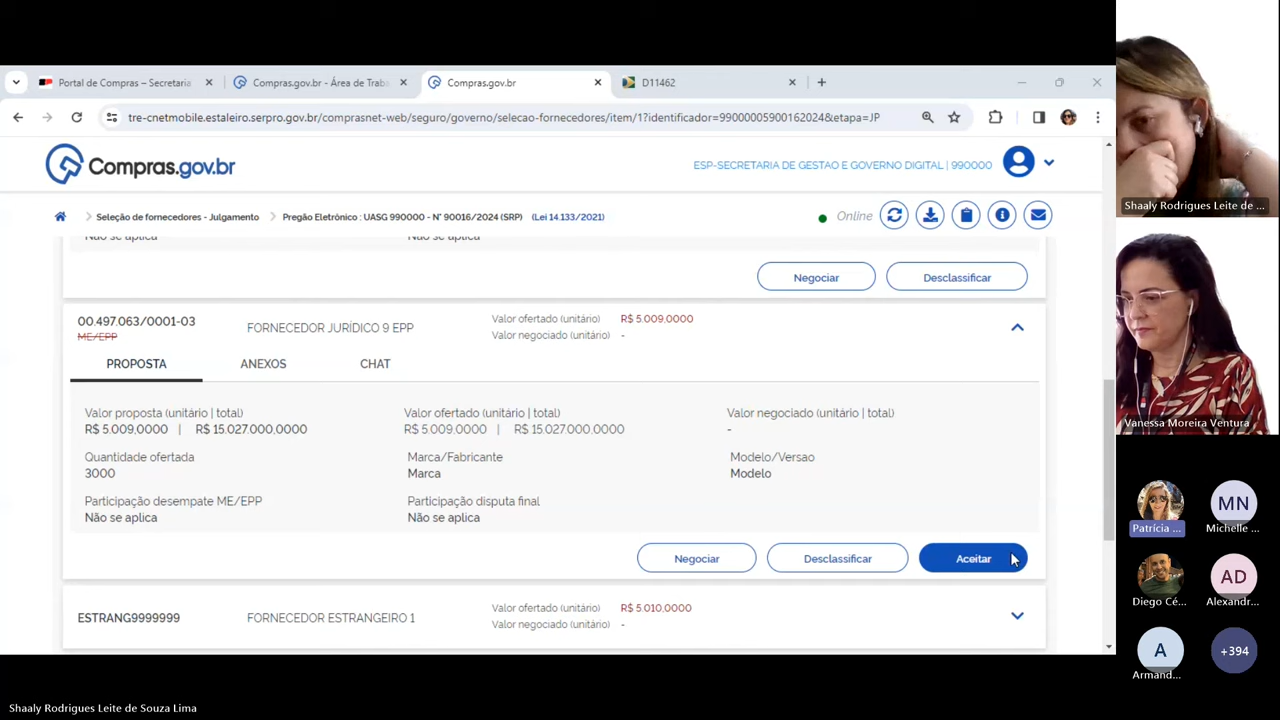 Portal de Compras – Secretaria
Compras.gov.br - Área de Trab
Compras.gov.br
D11462
tre-cnetmobile.estaleiro.serpro.gov.br/comprasnet-web/seguro/governo/selecao-fornecedores/item/1?identificador=99000005900162024&etapa=JP
Compras.gov.br
ESP-SECRETARIA DE GESTAO E GOVERNO DIGITAL | 990000
Seleção de fornecedores - Julgamento Pregão Eletrônico : UASG 990000 - N° 90016/2024 (SRP) (Lei 14.133/2021)
Online
Não se aplica Não se aplica
Negociar Desclassificar
00.497.063/0001-03
ME/EPP
FORNECEDOR JURÍDICO 9 EPP
Valor ofertado (unitário) R$ 5.009,0000
Valor negociado (unitário) -
PROPOSTA ANEXOS CHAT
Valor proposta (unitário | total) Valor ofertado (unitário | total) Valor negociado (unitário | total)
R$ 5.009,0000 | R$ 15.027.000,0000 R$ 5.009,0000 | R$ 15.027.000,0000 -
Quantidade ofertada Marca/Fabricante Modelo/Versao
3000 Marca Modelo
Participação desempate ME/EPP Participação disputa final
Não se aplica Não se aplica
Negociar Desclassificar Aceitar
ESTRANG9999999 FORNECEDOR ESTRANGEIRO 1
Valor ofertado (unitário) R$ 5.010,0000
Valor negociado (unitário) -
Shaaly Rodrigues Leite de ...
Vanessa Moreira Ventura
Patrícia ...
MN
Michelle ...
Diego Cé...
AD
Alexandr...
A
Armand...
+394
Shaaly Rodrigues Leite de Souza Lima